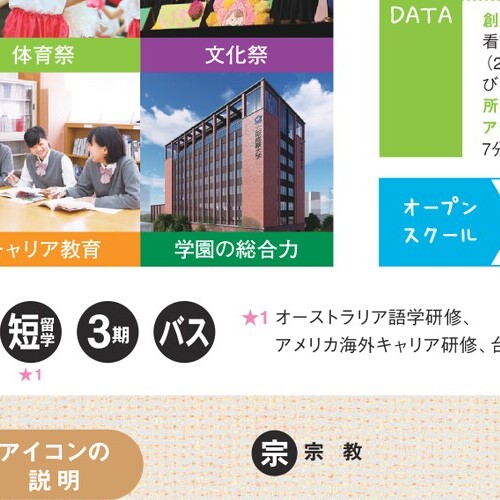 体育祭
文化祭
DATA
創
看
(2
び
所
ア
7分
キャリア教育
学園の総合力
オープン
スクール
短留学
3期
バス
★1
★1 オーストラリア語学研修、
アメリカ海外キャリア研修、台
アイコンの
説明
宗 宗 教